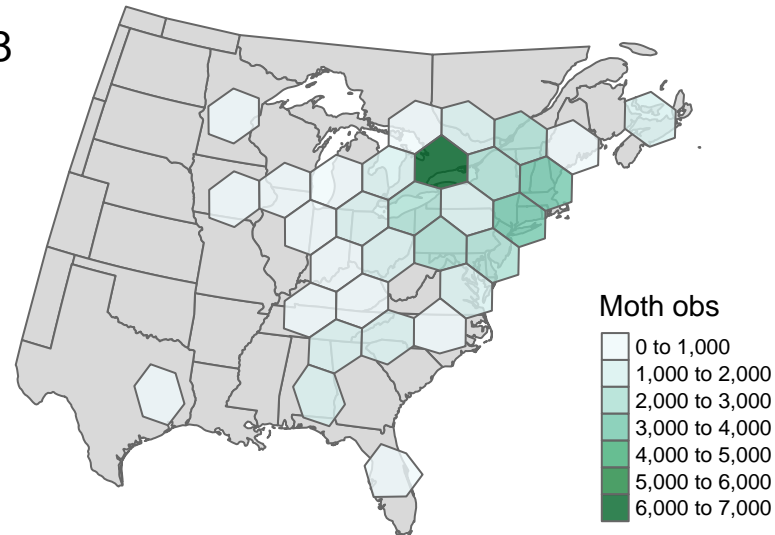 B
Moth obs
0 to 1,000
1,000 to 2,000
2,000 to 3,000
3,000 to 4,000
4,000 to 5,000
5,000 to 6,000
6,000 to 7,000